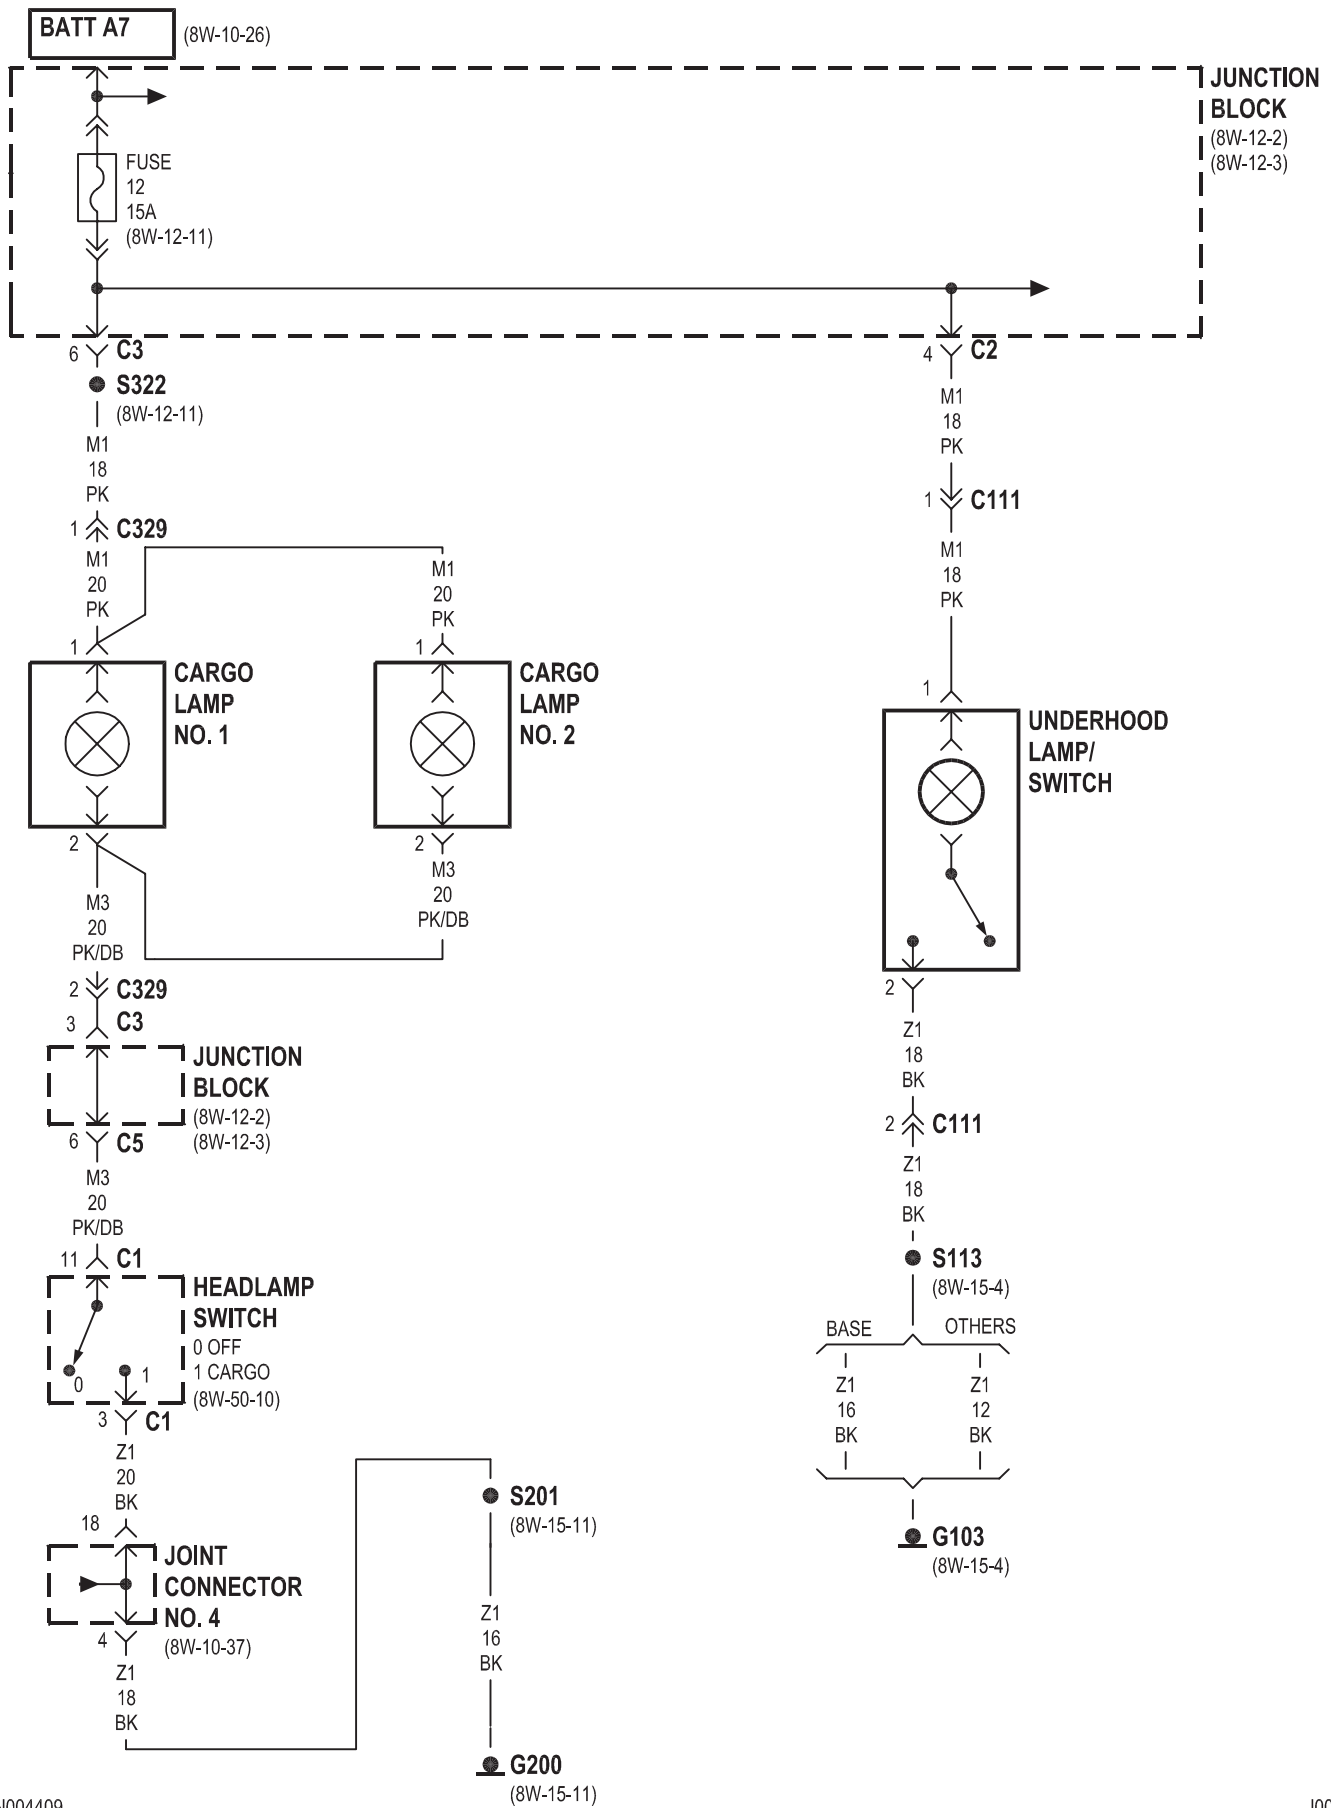 BATT A7
(8W-10-26)
JUNCTION
BLOCK
(8W-12-2)
(8W-12-3)
FUSE
12
15A
(8W-12-11)
6
C3
S322
(8W-12-11)
M1
18
PK
1
C329
M1
20
PK
1
CARGO
LAMP
NO. 1
2
M3
20
PK/DB
M1
20
PK
1
CARGO
LAMP
NO. 2
2
M3
20
PK/DB
2
C329
3
C3
JUNCTION
BLOCK
(8W-12-2)
(8W-12-3)
6
C5
M3
20
PK/DB
11
C1
HEADLAMP
SWITCH
0 OFF
1 CARGO
(8W-50-10)
0
1
3
C1
Z1
20
BK
18
JOINT
CONNECTOR
NO. 4
(8W-10-37)
4
Z1
18
BK
S201
(8W-15-11)
Z1
16
BK
G200
(8W-15-11)
4
C2
M1
18
PK
1
C111
M1
18
PK
1
UNDERHOOD
LAMP/
SWITCH
2
Z1
18
BK
2
C111
Z1
18
BK
S113
(8W-15-4)
BASE
OTHERS
Z1
16
BK
Z1
12
BK
G103
(8W-15-4)